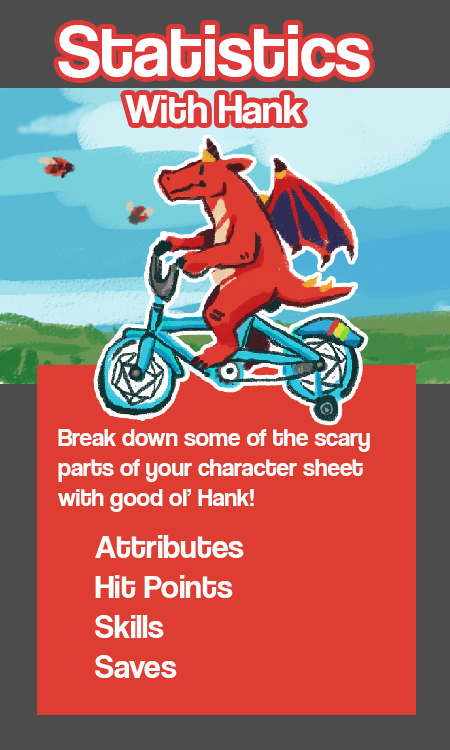 Statistics
With Hank
Break down some of the scary
parts of your character sheet
with good ol' Hank!
Attributes
Hit Points
Skills
Saves